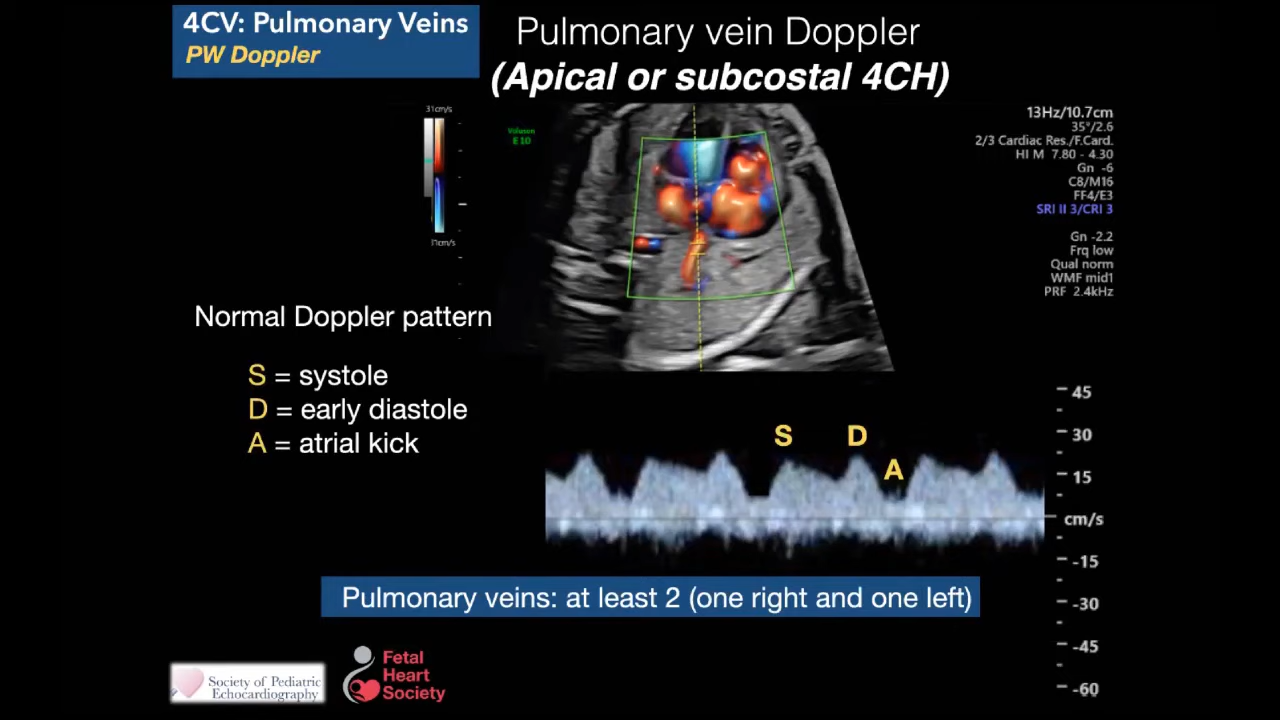 4CV: Pulmonary Veins
PW Doppler
Pulmonary vein Doppler
(Apical or subcostal 4CH)
31cm/s
Voluson
E10
13Hz/10.7cm
35°/2.6
2/3 Cardiac Res./F.Card.
HI M 7.80 - 4.30
Gn -6
C8/M16
FF4/E3
SRI II 3/CRI 3
Gn -2.2
Frq low
Qual norm
WMF mid1
PRF 2.4kHz
Normal Doppler pattern
S = systole
D = early diastole
A = atrial kick
S
D
A
45
30
15
cm/s
-15
-30
-45
-60
Pulmonary veins: at least 2 (one right and one left)
Society of Pediatric
Echocardiography
Fetal
Heart
Society